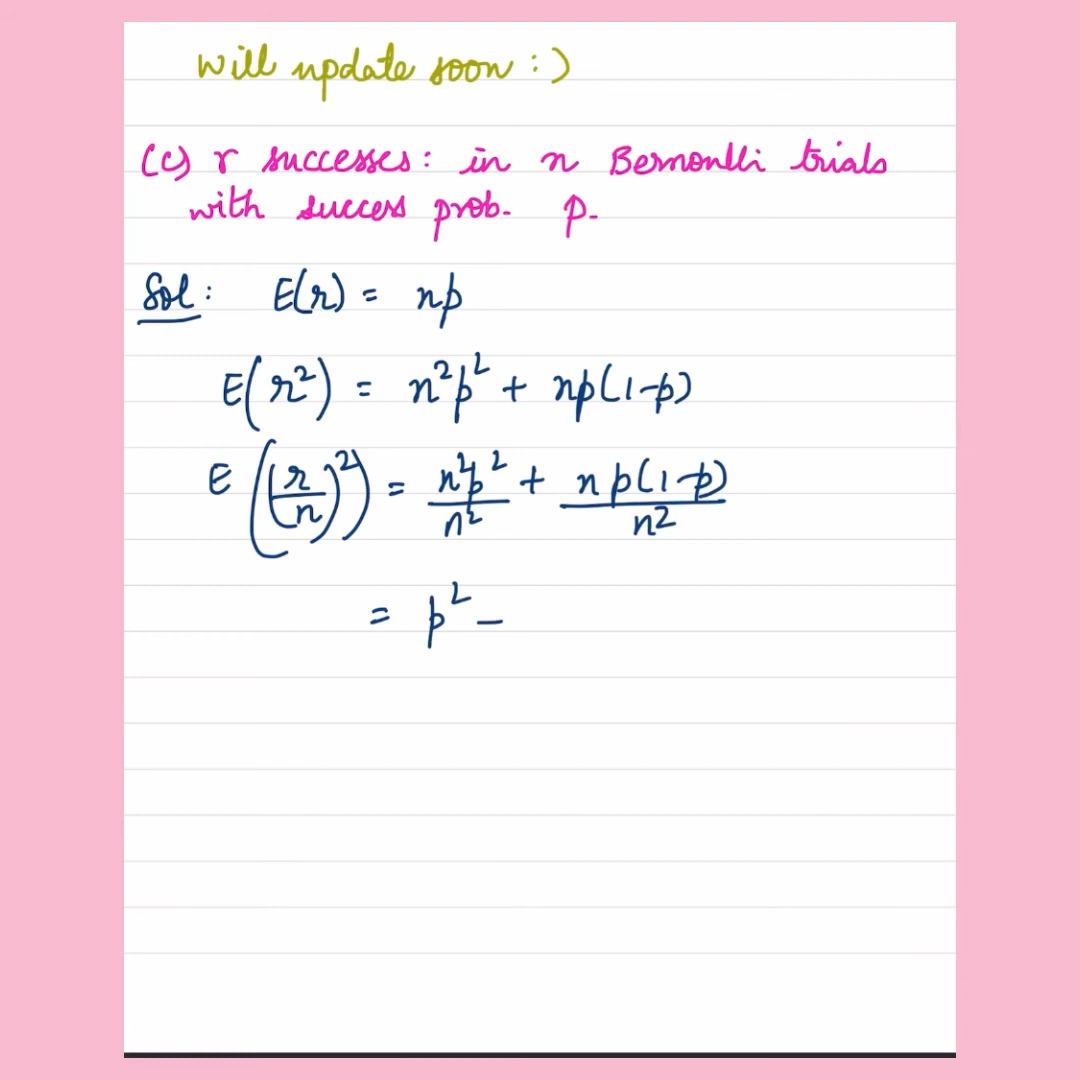 will update soon :)
(c) r successes: in n Bernoulli trials
with success prob. p.
Sol: E(r) = np
E(r²) = n²p² + np(1-p)
E((r/n)²) = n²p²/n² + np(1-p)/n²
= p² −